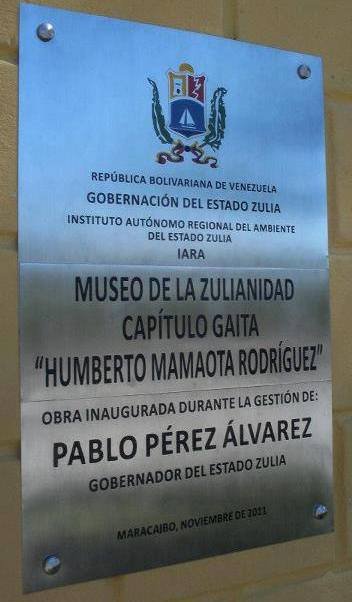 REPÚBLICA BOLIVARIANA DE VENEZUELA
GOBERNACIÓN DEL ESTADO ZULIA
INSTITUTO AUTÓNOMO REGIONAL DEL AMBIENTE
DEL ESTADO ZULIA
IARA
MUSEO DE LA ZULIANIDAD
CAPÍTULO GAITA
“HUMBERTO MAMAOTA RODRÍGUEZ”
OBRA INAUGURADA DURANTE LA GESTIÓN DE:
PABLO PÉREZ ÁLVAREZ
GOBERNADOR DEL ESTADO ZULIA
MARACAIBO, NOVIEMBRE DE 2011